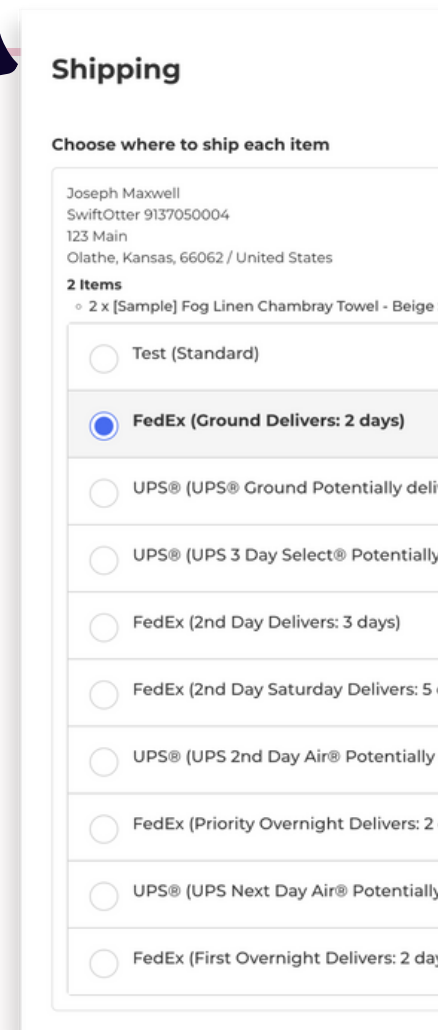 Shipping
Choose where to ship each item
Joseph Maxwell
SwiftOtter 9137050004
123 Main
Olathe, Kansas, 66062 / United States
2 Items
2 x [Sample] Fog Linen Chambray Towel - Beige
Test (Standard)
FedEx (Ground Delivers: 2 days)
UPS® (UPS® Ground Potentially
UPS® (UPS 3 Day Select® Potentially
FedEx (2nd Day Delivers: 3 days)
FedEx (2nd Day Saturday Delivers: 5
UPS® (UPS 2nd Day Air® Potentially
FedEx (Priority Overnight Delivers: 2
UPS® (UPS Next Day Air® Potentially
FedEx (First Overnight Delivers: 2